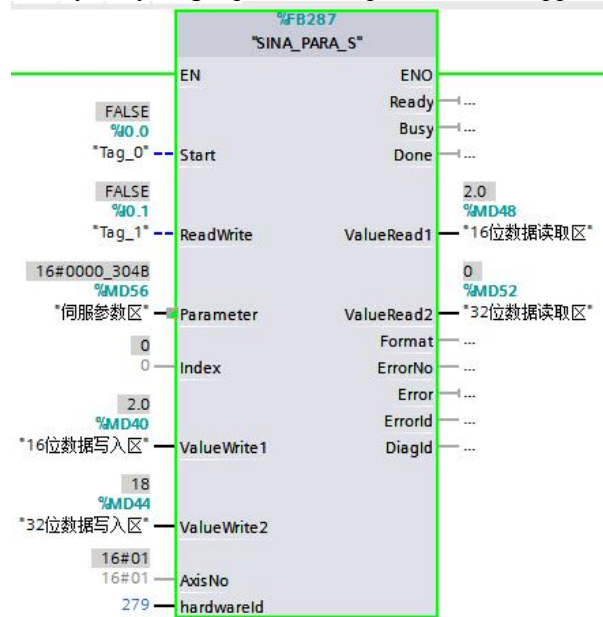 %FB287
"SINA_PARA_S"
EN ENO
Ready ...
Busy ...
Done ...
FALSE
%I0.0
"Tag_0" Start
FALSE
%I0.1
"Tag_1" ReadWrite
2.0
%MD48
ValueRead1 "16位数据读取区"
16#0000_304B
%MD56
"伺服参数区" Parameter
0
%MD52
ValueRead2 "32位数据读取区"
Format ...
0
0 Index
ErrorNo ...
Error ...
ErrorId ...
DiagId ...
2.0
%MD40
"16位数据写入区" ValueWrite1
18
%MD44
"32位数据写入区" ValueWrite2
16#01
16#01 AxisNo
279 hardwareId